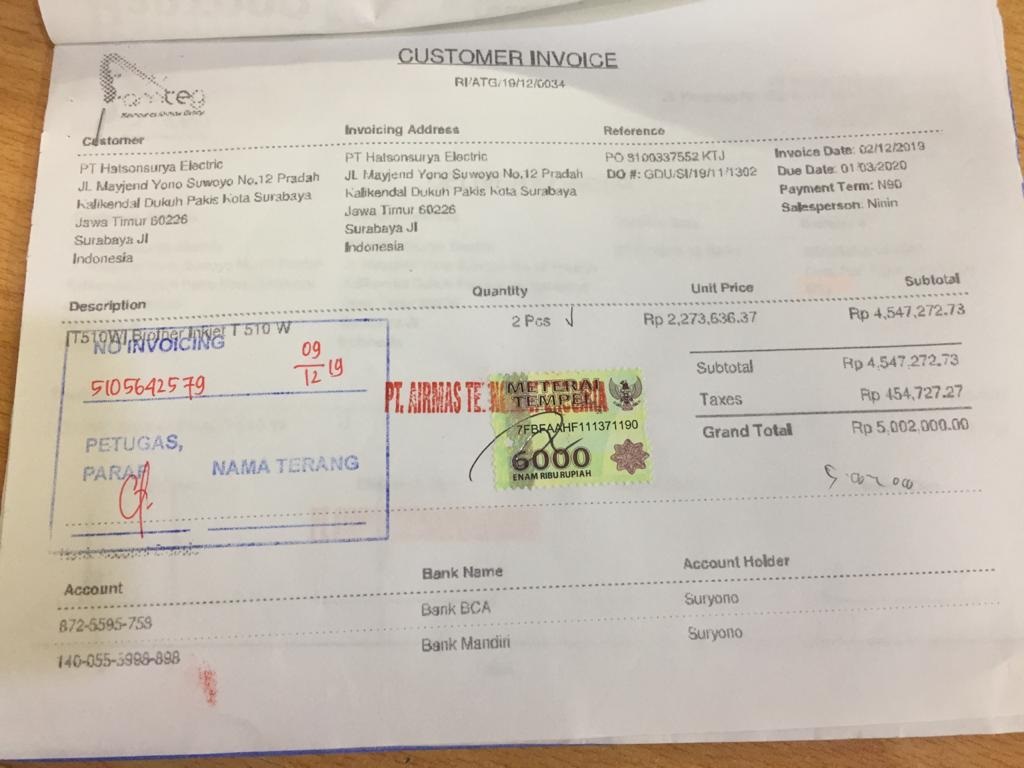 CUSTOMER INVOICE
RI/ATG/19/12/0034
Customer
PT Hatsonsurya Electric
JL Mayjend Yono Suwoyo No.12 Pradah
Kalikendal Dukuh Pakis Kota Surabaya
Jawa Timur 60226
Surabaya JI
Indonesia
Invoicing Address
PT Hatsonsurya Electric
JL Mayjend Yono Suwoyo No.12 Pradah
Kalikendal Dukuh Pakis Kota Surabaya
Jawa Timur 60226
Surabaya JI
Indonesia
Reference
PO 9100337552 KTJ
DO #: GDU/SI/19/11/1302
Invoice Date: 02/12/2019
Due Date: 01/03/2020
Payment Term: N90
Salesperson: Ninin
Description Quantity Unit Price Subtotal
[T510W] Brother Inkjet T 510 W 2 Pcs Rp 2,273,636.37 Rp 4,547,272.73
Subtotal Rp 4,547,272.73
Taxes Rp 454,727.27
Grand Total Rp 5,002,000.00
NO INVOICING
5105642579 09/12 19
PETUGAS,
PARAF NAMA TERANG
PT. AIRMAS
METERAI
TEMPEL
7FBFAAHF111371190
6000
ENAM RIBU RUPIAH
Account Bank Name Account Holder
872-5595-758 Bank BCA Suryono
140-055-5998-898 Bank Mandiri Suryono